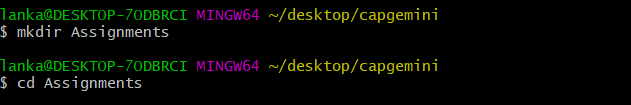 lanka@DESKTOP-7ODBRCI MINGW64 ~/desktop/capgemini
$ mkdir Assignments
lanka@DESKTOP-7ODBRCI MINGW64 ~/desktop/capgemini
$ cd Assignments